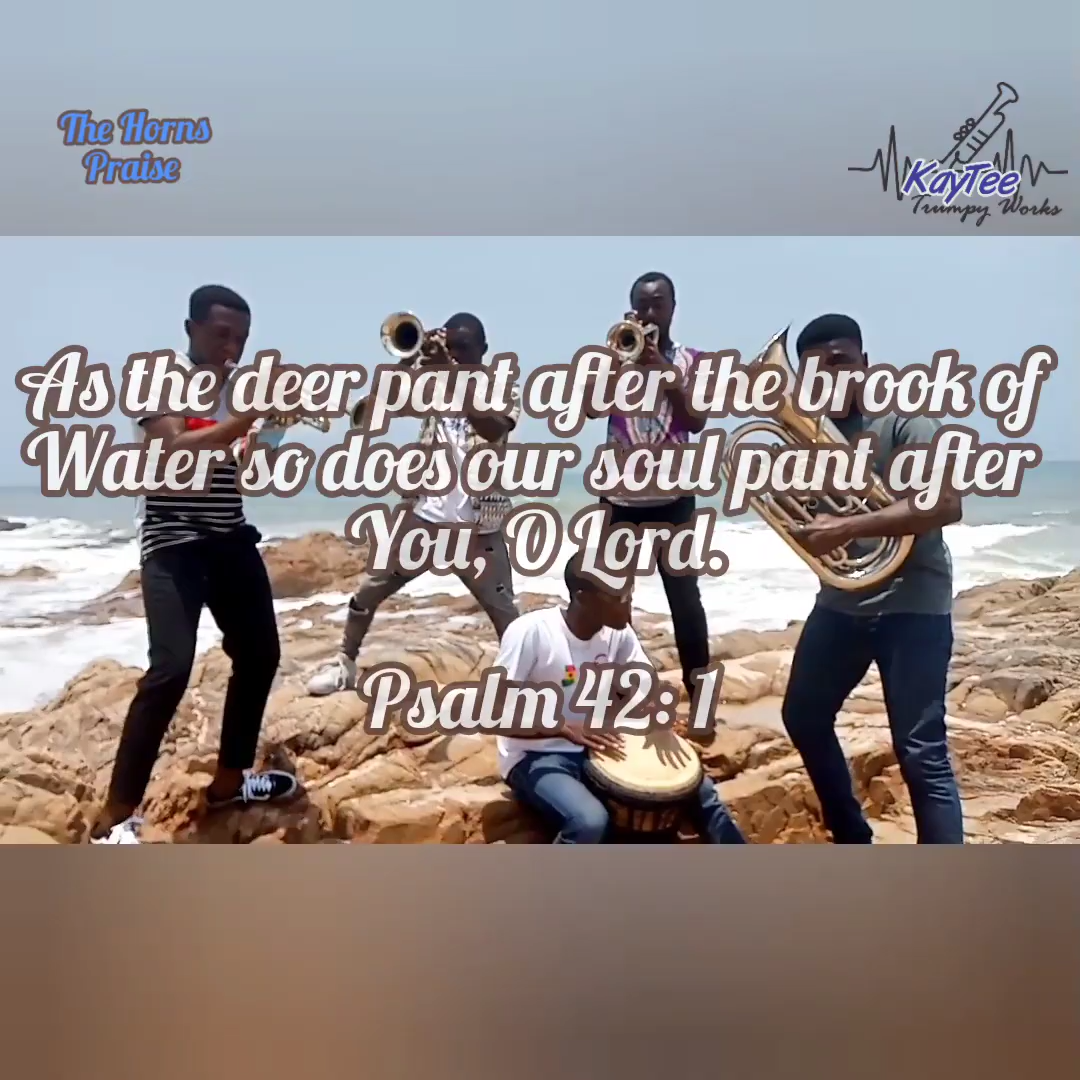 The Horns
Praise
KayTee
Trumpy Works
As the deer pant after the brook of
Water so does our soul pant after
You, O Lord.
Psalm 42: 1